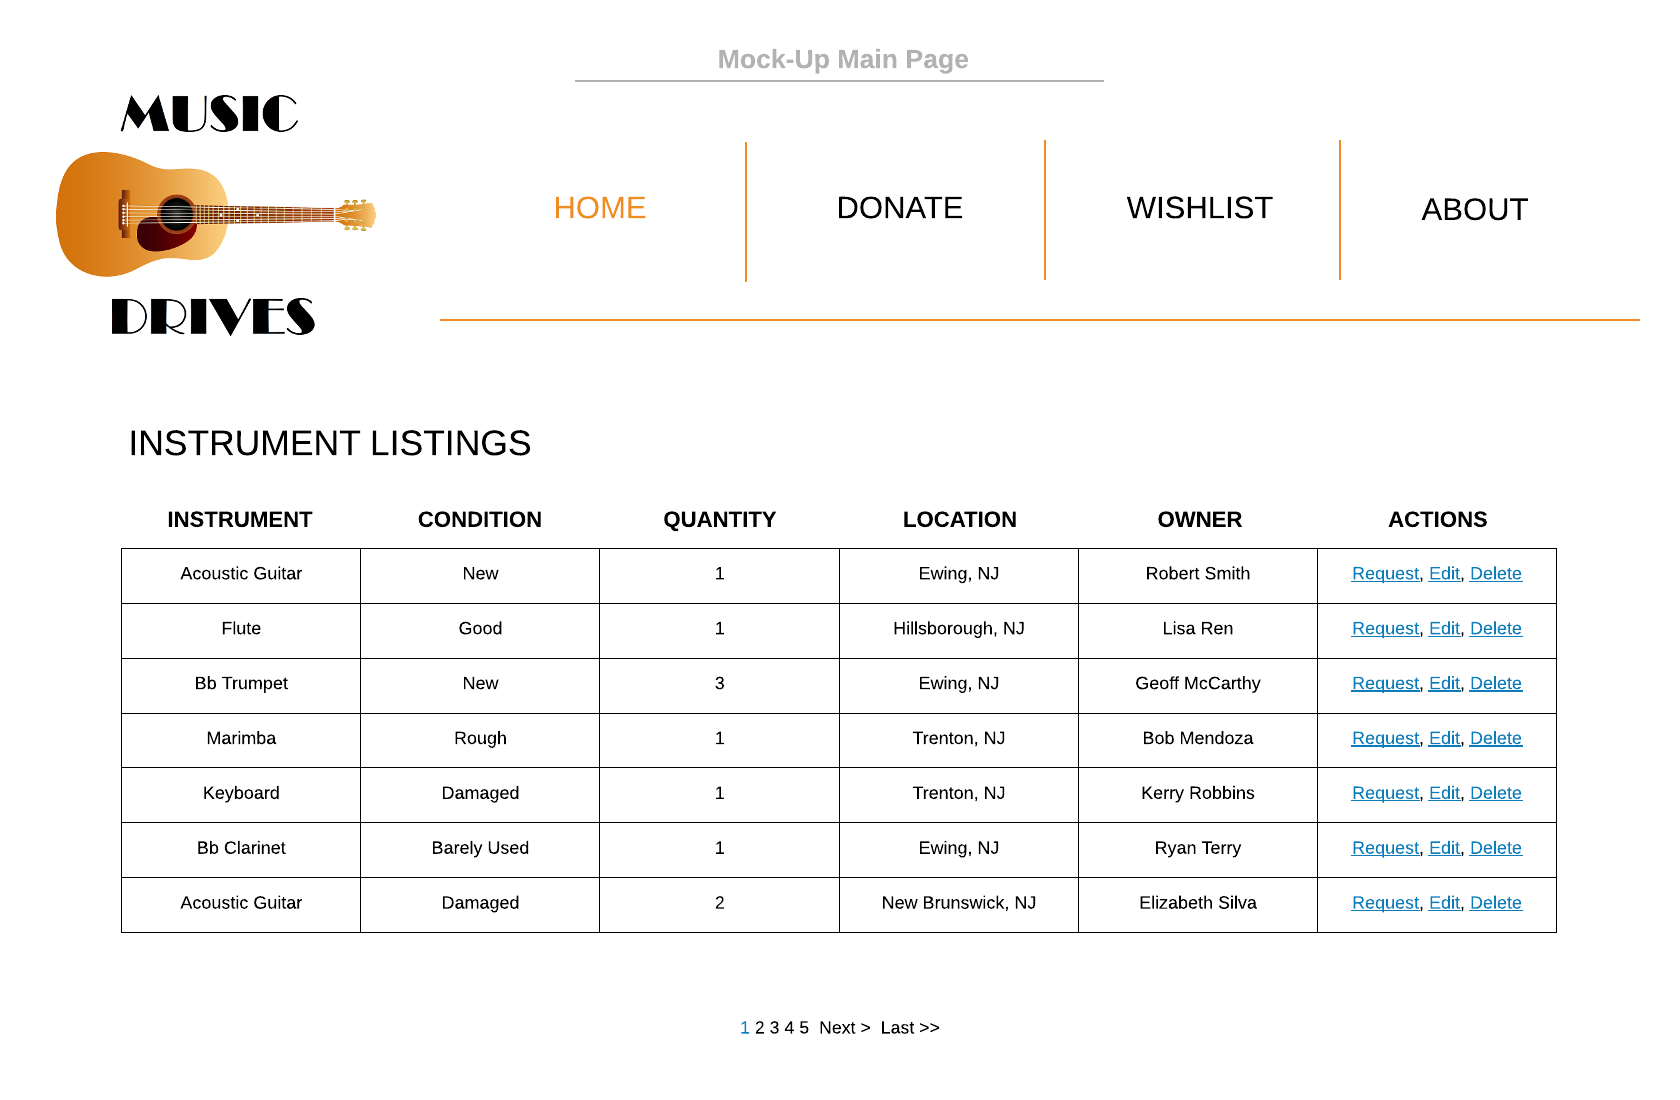 Mock-Up Main Page
MUSIC
DRIVES
HOME DONATE WISHLIST ABOUT
INSTRUMENT LISTINGS
INSTRUMENT CONDITION QUANTITY LOCATION OWNER ACTIONS
Acoustic Guitar New 1 Ewing, NJ Robert Smith Request, Edit, Delete
Flute Good 1 Hillsborough, NJ Lisa Ren Request, Edit, Delete
Bb Trumpet New 3 Ewing, NJ Geoff McCarthy Request, Edit, Delete
Marimba Rough 1 Trenton, NJ Bob Mendoza Request, Edit, Delete
Keyboard Damaged 1 Trenton, NJ Kerry Robbins Request, Edit, Delete
Bb Clarinet Barely Used 1 Ewing, NJ Ryan Terry Request, Edit, Delete
Acoustic Guitar Damaged 2 New Brunswick, NJ Elizabeth Silva Request, Edit, Delete
1 2 3 4 5 Next > Last >>